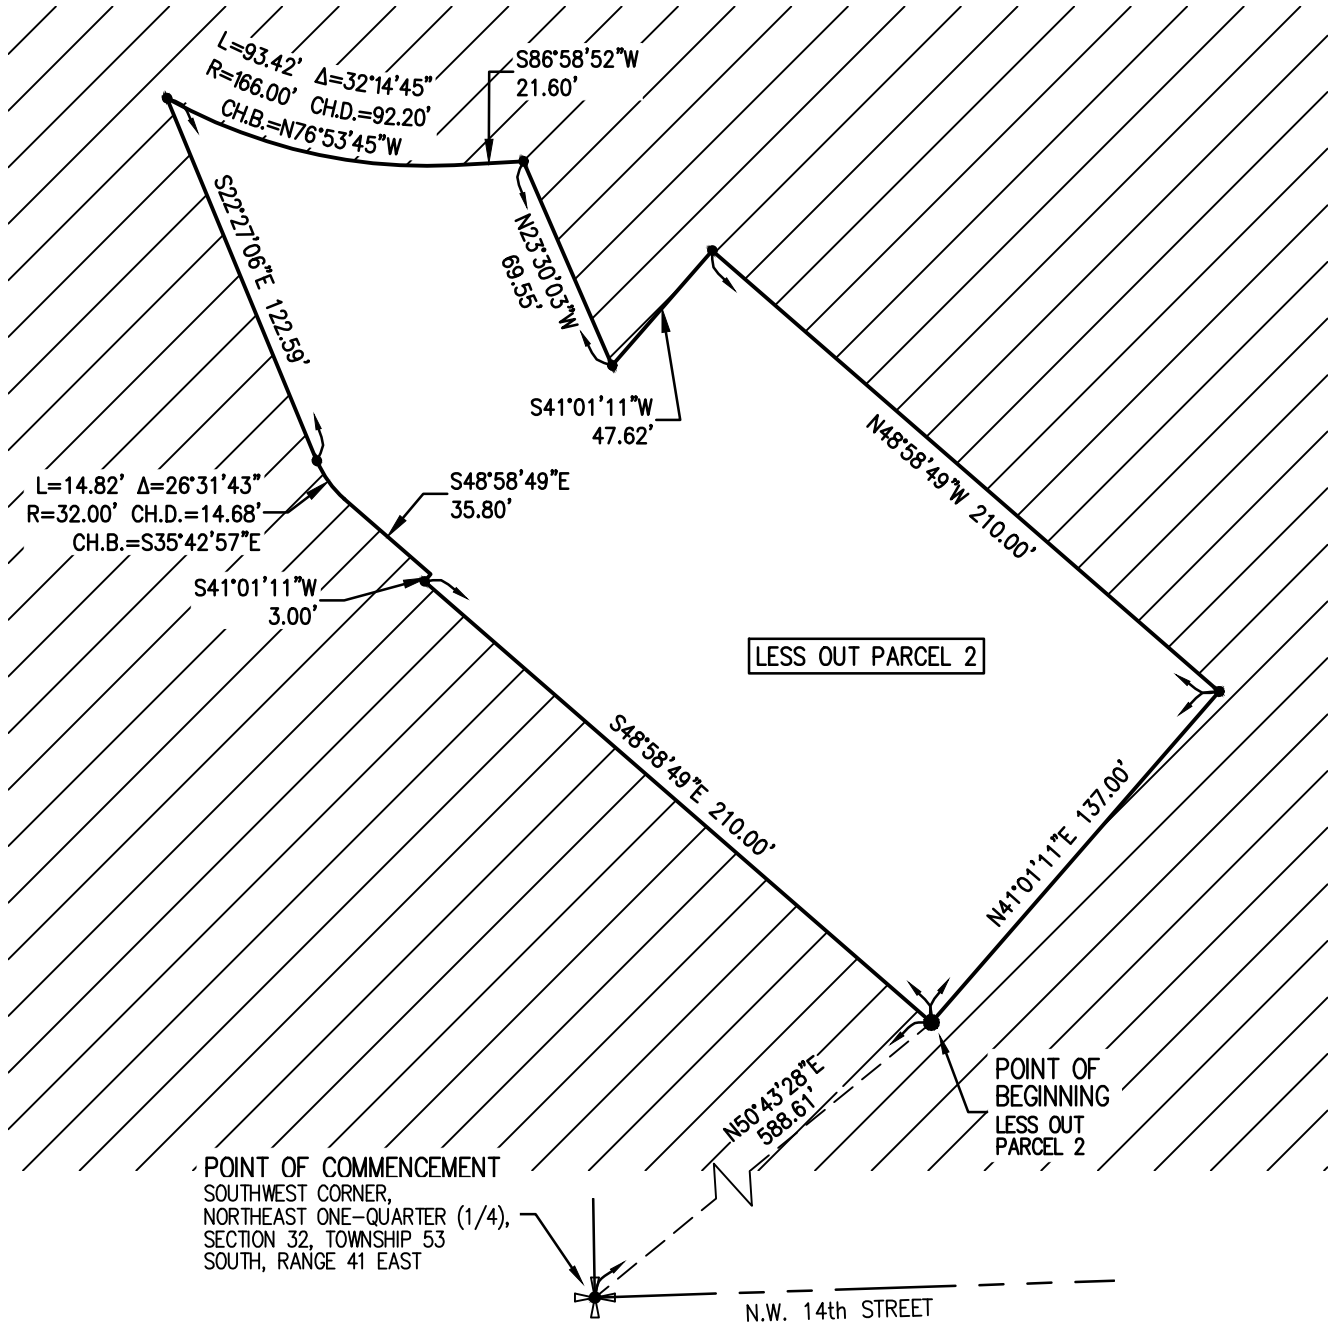 L=93.42' Δ=32°14'45"
R=166.00' CH.D.=92.20'
CH.B.=N76°53'45"W
S86°58'52"W
21.60'
S22°27'06"E 122.59'
N23°30'03"W
69.55'
S41°01'11"W
47.62'
N48°58'49"W 210.00'
L=14.82' Δ=26°31'43"
R=32.00' CH.D.=14.68'
CH.B.=S35°42'57"E
S48°58'49"E
35.80'
S41°01'11"W
3.00'
LESS OUT PARCEL 2
S48°58'49"E 210.00'
N41°01'11"E 137.00'
N50°43'28"E
588.61'
POINT OF
BEGINNING
LESS OUT
PARCEL 2
POINT OF COMMENCEMENT
SOUTHWEST CORNER,
NORTHEAST ONE-QUARTER (1/4),
SECTION 32, TOWNSHIP 53
SOUTH, RANGE 41 EAST
N.W. 14th STREET